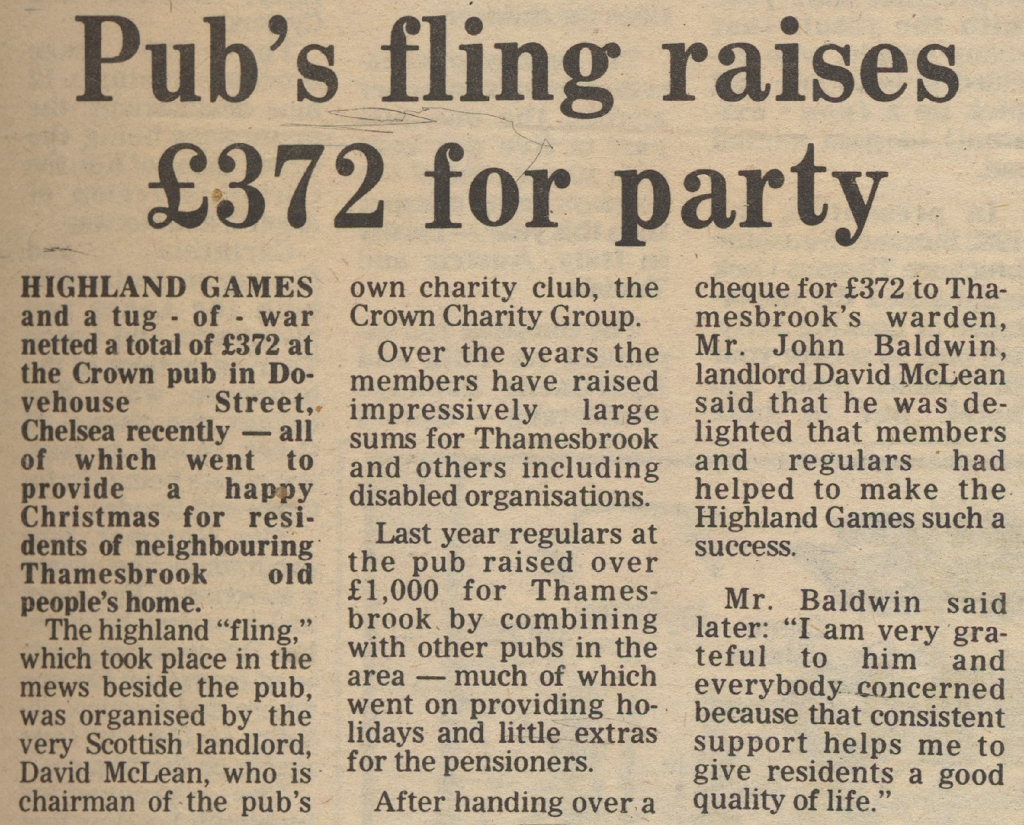 Pub's fling raises
£372 for party
HIGHLAND GAMES
and a tug - of - war
netted a total of £372 at
the Crown pub in Do-
vehouse Street,
Chelsea recently — all
of which went to
provide a happy
Christmas for resi-
dents of neighbouring
Thamesbrook old
people's home.
The highland "fling,"
which took place in the
mews beside the pub,
was organised by the
very Scottish landlord,
David McLean, who is
chairman of the pub's
own charity club, the
Crown Charity Group.
Over the years the
members have raised
impressively large
sums for Thamesbrook
and others including
disabled organisations.
Last year regulars at
the pub raised over
£1,000 for Thames-
brook by combining
with other pubs in the
area — much of which
went on providing ho-
lidays and little extras
for the pensioners.
After handing over a
cheque for £372 to Tha-
mesbrook's warden,
Mr. John Baldwin,
landlord David McLean
said that he was de-
lighted that members
and regulars had
helped to make the
Highland Games such a
success.
Mr. Baldwin said
later: "I am very gra-
teful to him and
everybody concerned
because that consistent
support helps me to
give residents a good
quality of life."